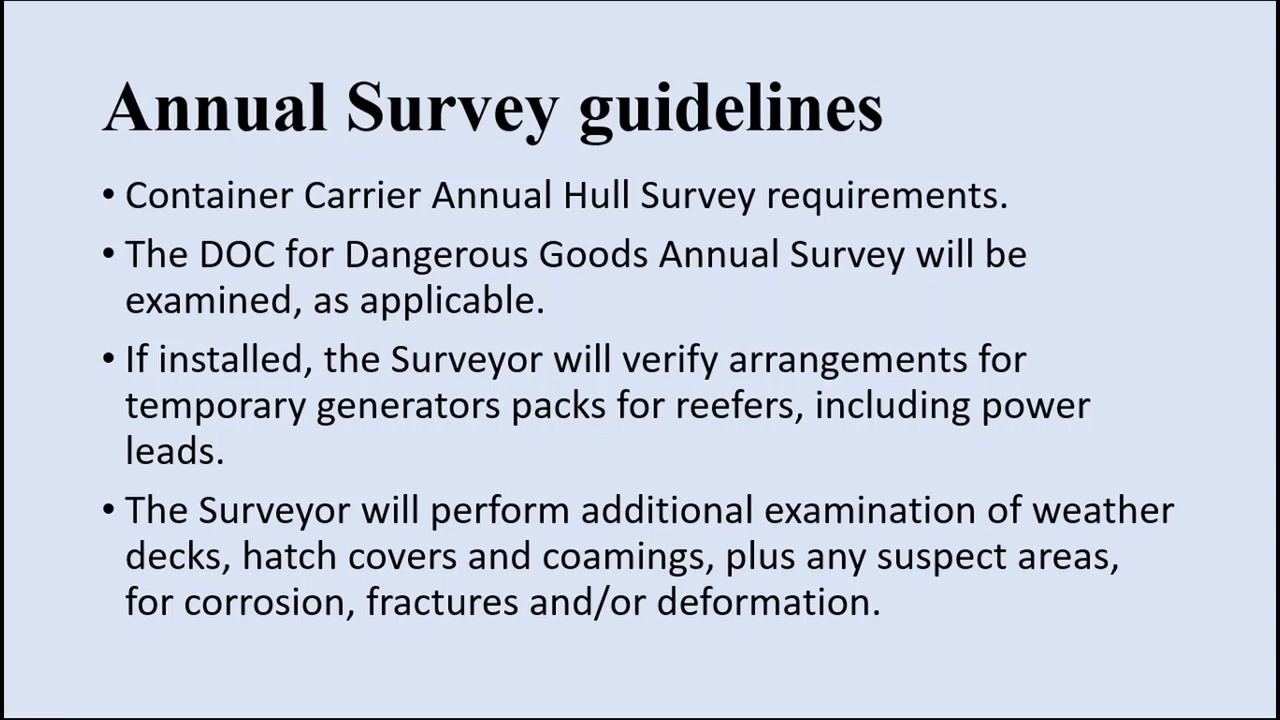 Annual Survey guidelines
• Container Carrier Annual Hull Survey requirements.
• The DOC for Dangerous Goods Annual Survey will be
examined, as applicable.
• If installed, the Surveyor will verify arrangements for
temporary generators packs for reefers, including power
leads.
• The Surveyor will perform additional examination of weather
decks, hatch covers and coamings, plus any suspect areas,
for corrosion, fractures and/or deformation.